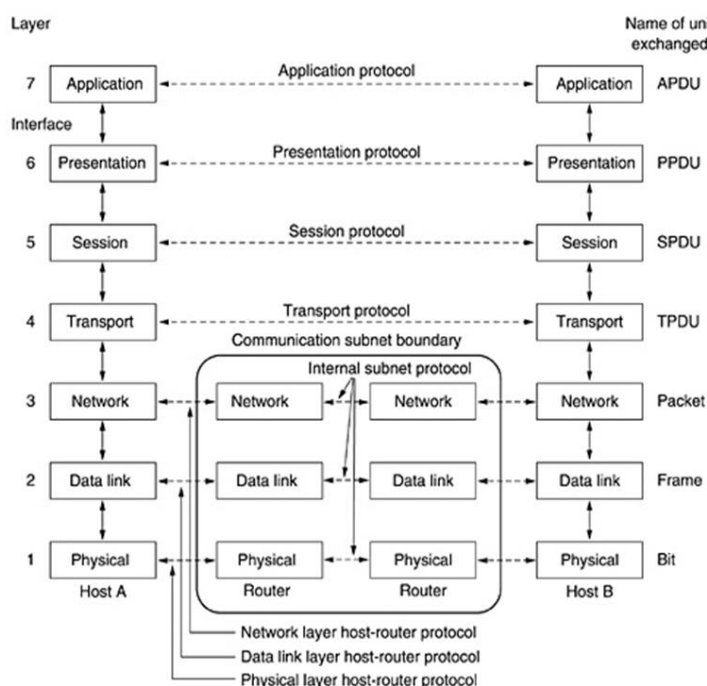 Layer
Name of uni
exchanged
7 Application Application protocol Application APDU
Interface
6 Presentation Presentation protocol Presentation PPDU
5 Session Session protocol Session SPDU
4 Transport Transport protocol Transport TPDU
Communication subnet boundary
Internal subnet protocol
3 Network Network Network Network Packet
2 Data link Data link Data link Data link Frame
1 Physical Physical Physical Physical Bit
Host A Router Router Host B
Network layer host-router protocol
Data link layer host-router protocol
Physical layer host-router protocol